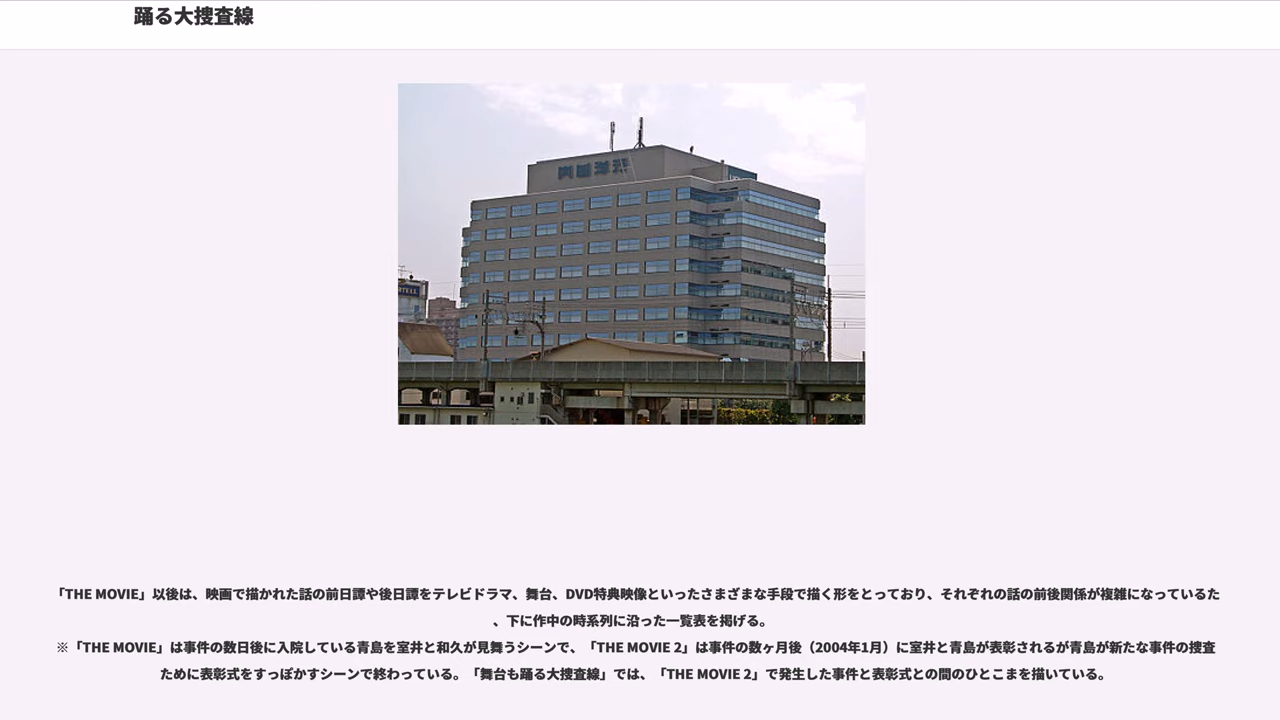 踊る大捜査線
「THE MOVIE」以後は、映画で描かれた話の前日譚や後日譚をテレビドラマ、舞台、DVD特典映像といったさまざまな手段で描く形をとっており、それぞれの話の前後関係が複雑になっているた
、下に作中の時系列に沿った一覧表を掲げる。
※「THE MOVIE」は事件の数日後に入院している青島を室井と和久が見舞うシーンで、「THE MOVIE 2」は事件の数ヶ月後（2004年1月）に室井と青島が表彰されるが青島が新たな事件の捜査
ために表彰式をすっぽかすシーンで終わっている。「舞台も踊る大捜査線」では、「THE MOVIE 2」で発生した事件と表彰式との間のひとこまを描いている。